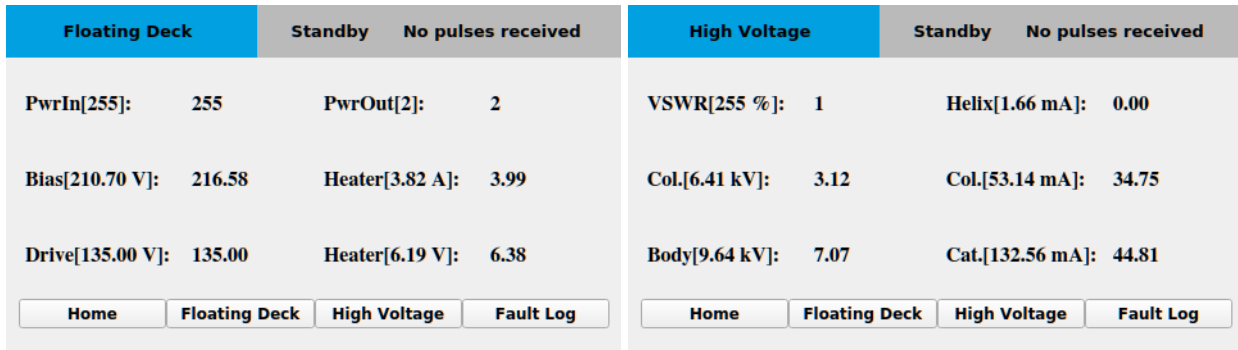 Floating Deck Standby No pulses received
PwrIn[255]: 255 PwrOut[2]: 2
Bias[210.70 V]: 216.58 Heater[3.82 A]: 3.99
Drive[135.00 V]: 135.00 Heater[6.19 V]: 6.38
Home Floating Deck High Voltage Fault Log
High Voltage Standby No pulses received
VSWR[255 %]: 1 Helix[1.66 mA]: 0.00
Col.[6.41 kV]: 3.12 Col.[53.14 mA]: 34.75
Body[9.64 kV]: 7.07 Cat.[132.56 mA]: 44.81
Home Floating Deck High Voltage Fault Log